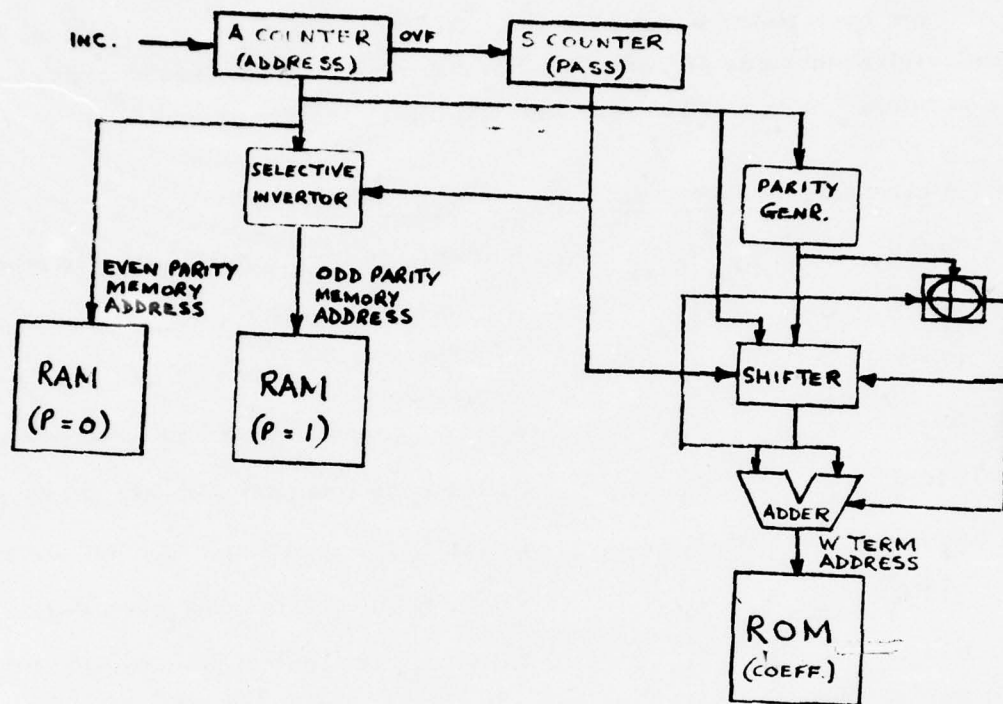 INC.
A COUNTER
(ADDRESS)
OVF
S COUNTER
(PASS)
SELECTIVE
INVERTOR
PARITY
GENR.
EVEN PARITY
MEMORY
ADDRESS
ODD PARITY
MEMORY
ADDRESS
RAM
(P = 0)
RAM
(P = 1)
SHIFTER
ADDER
W TERM
ADDRESS
ROM
(COEFF.)